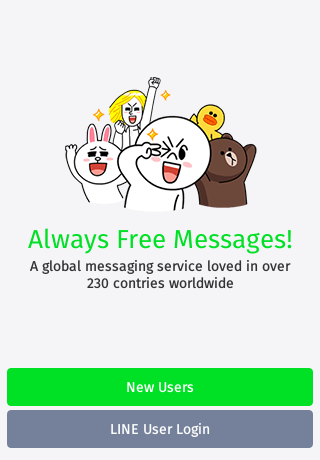 Always Free Messages!
A global messaging service loved in over
230 contries worldwide
New Users
LINE User Login